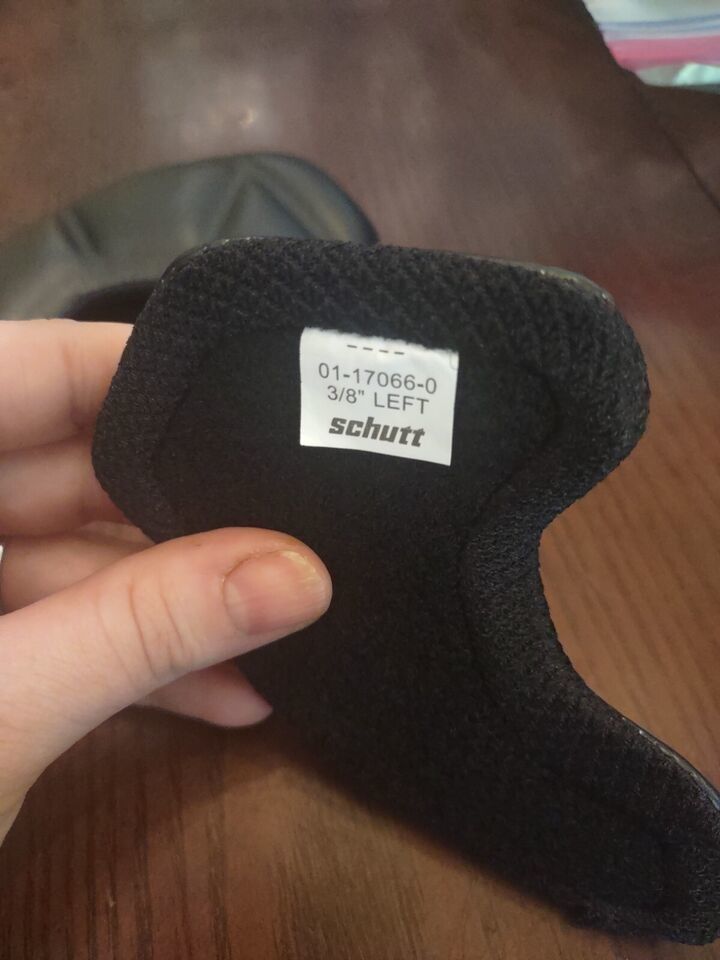 ----
01-17066-0
3/8" LEFT
schutt